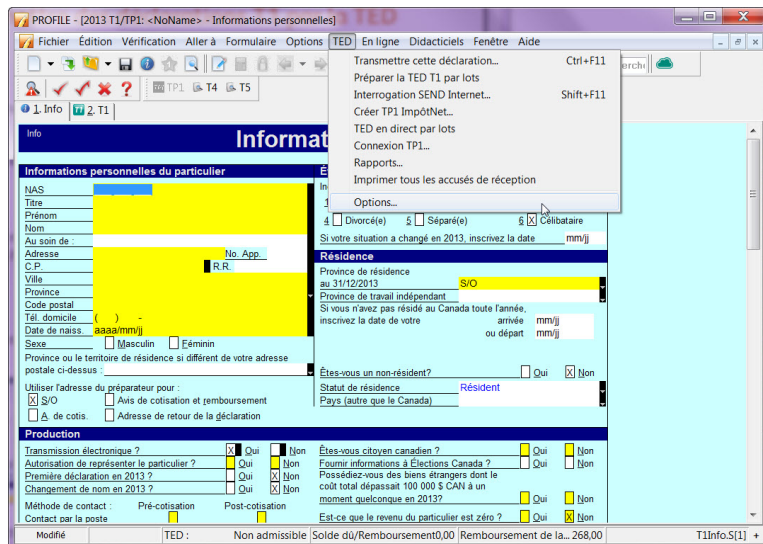 PROFILE - [2013 T1/TP1: <NoName> - Informations personnelles]
Fichier Édition Vérification Aller à Formulaire Options TED En ligne Didacticiels Fenêtre Aide
TP1 T4 T5
1. Info 2. T1
Transmettre cette déclaration... Ctrl+F11
Préparer la TED T1 par lots
Interrogation SEND Internet... Shift+F11
Créer TP1 ImpôtNet...
TED en direct par lots
Connexion TP1...
Rapports...
Imprimer tous les accusés de réception
Options...
Info
Informat
Informations personnelles du particulier
NAS
Titre
Prénom
Nom
Au soin de :
Adresse No. App.
C.P. R.R.
Ville
Province
Code postal
Tél. domicile ( ) -
Date de naiss. aaaa/mm/jj
Sexe Masculin Féminin
Province ou le territoire de résidence si différent de votre adresse
postale ci-dessus :
Utiliser l'adresse du préparateur pour :
X S/O Avis de cotisation et remboursement
A. de cotis. Adresse de retour de la déclaration
4 Divorcé(e) 5 Séparé(e) 6 X Célibataire
Si votre situation a changé en 2013, inscrivez la date mm/jj
Résidence
Province de résidence
au 31/12/2013 S/O
Province de travail indépendant
Si vous n'avez pas résidé au Canada toute l'année,
inscrivez la date de votre arrivée mm/jj
ou départ mm/jj
Êtes-vous un non-résident? Oui X Non
Statut de résidence Résident
Pays (autre que le Canada)
Production
Transmission électronique ? X Oui Non
Autorisation de représenter le particulier ? Oui Non
Première déclaration en 2013 ? Oui X Non
Changement de nom en 2013 ? Oui X Non
Méthode de contact : Pré-cotisation Post-cotisation
Contact par la poste
Êtes-vous citoyen canadien ? Oui Non
Fournir informations à Élections Canada ? Oui Non
Possédiez-vous des biens étrangers dont le
coût total dépassait 100 000 $ CAN à un
moment quelconque en 2013? Oui Non
Est-ce que le revenu du particulier est zéro ? Oui X Non
Modifié TED : Non admissible Solde dû/Remboursement0,00 Remboursement de la... 268,00 T1Info.S[1] +